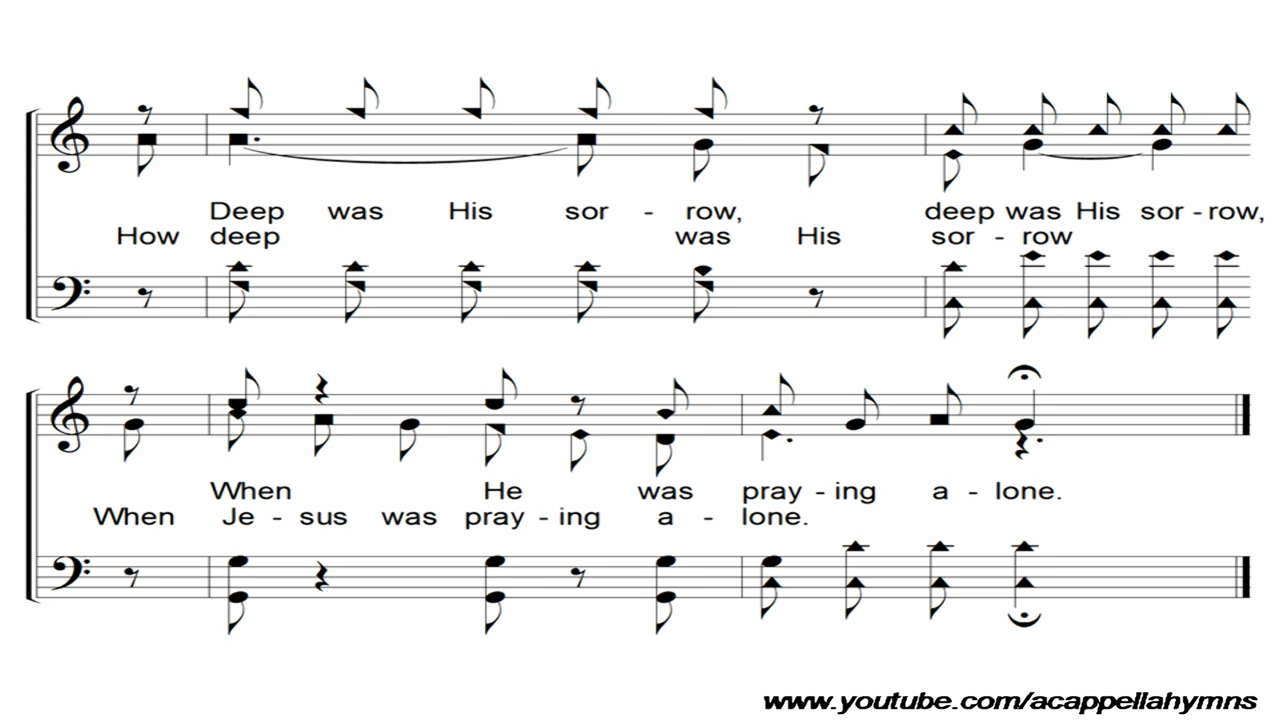 Deep was His sor - row, deep was His sor - row,
How deep was His sor - row
When He was pray - ing a - lone.
When Je - sus was pray - ing a - lone.
www.youtube.com/acappellahymns